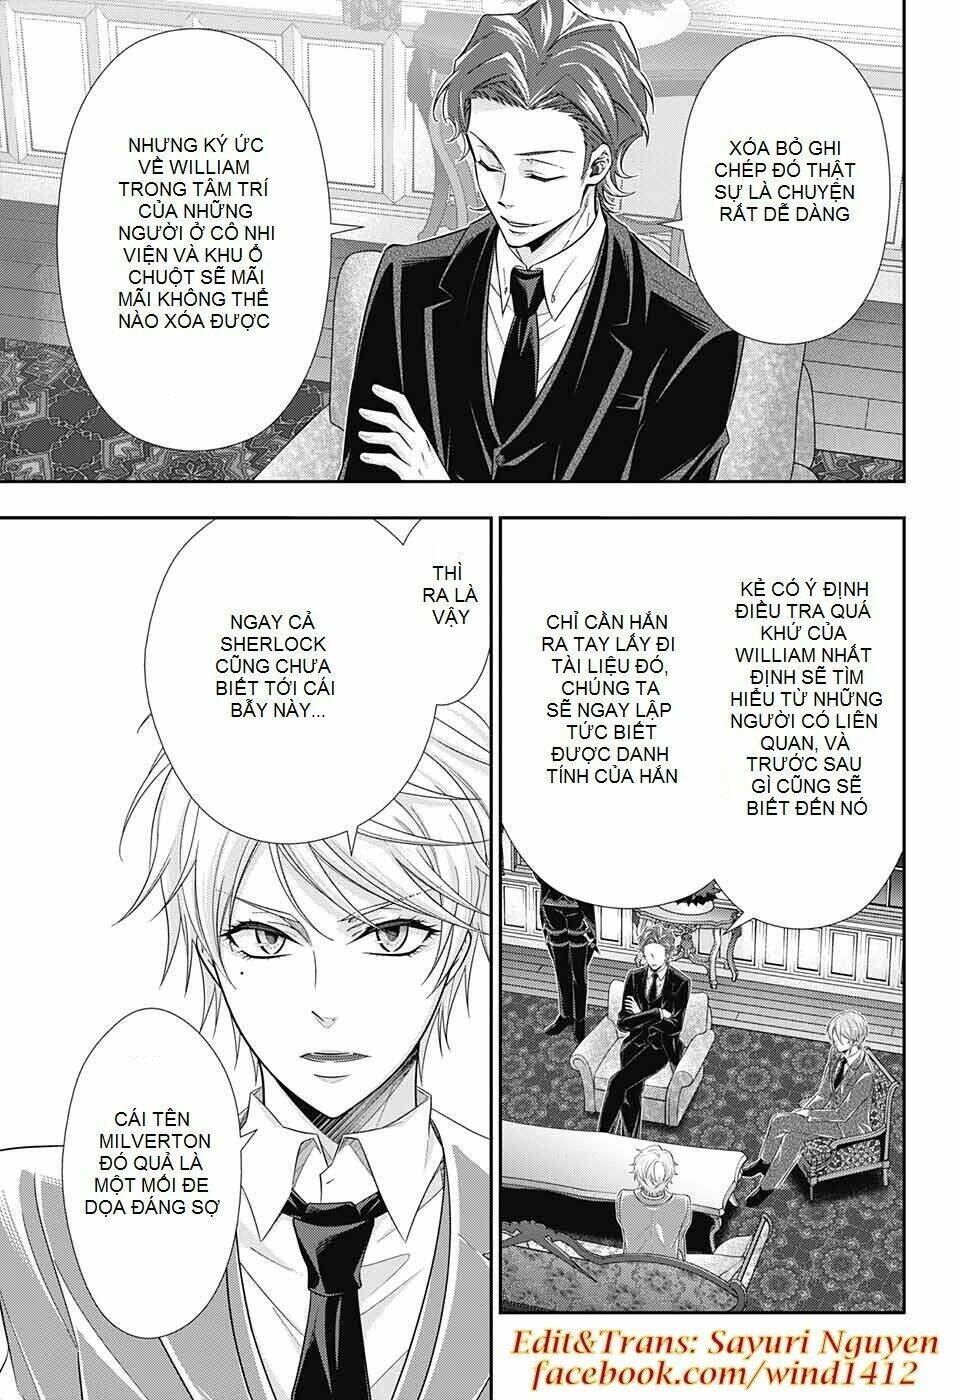 XÓA BỎ GHI
CHÉP ĐÓ THẬT
SỰ LÀ CHUYỆN
RẤT DỄ DÀNG
NHƯNG KÝ ỨC
VỀ WILLIAM
TRONG TÂM TRÍ
CỦA NHỮNG
NGƯỜI Ở CÔ NHI
VIỆN VÀ KHU Ổ
CHUỘT SẼ MÃI
MÃI KHÔNG THỂ
NÀO XÓA ĐƯỢC
KẺ CÓ Ý ĐỊNH
ĐIỀU TRA QUÁ
KHỨ CỦA
WILLIAM NHẤT
ĐỊNH SẼ TÌM
HIỂU TỪ NHỮNG
NGƯỜI CÓ LIÊN
QUAN, VÀ
TRƯỚC SAU
GÌ CŨNG SẼ
BIẾT ĐẾN NÓ
CHỈ CẦN HẮN
RA TAY LẤY ĐI
TÀI LIỆU ĐÓ,
CHÚNG TA
SẼ NGAY LẬP
TỨC BIẾT
ĐƯỢC DANH
TÍNH CỦA HẮN
THÌ
RA LÀ
VẬY
NGAY CẢ
SHERLOCK
CŨNG CHƯA
BIẾT TỚI CÁI
BẪY NÀY...
CÁI TÊN
MILVERTON
ĐÓ QUẢ LÀ
MỘT MỐI ĐE
DỌA ĐÁNG SỢ
Edit&Trans: Sayuri Nguyen
facebook.com/wind1412